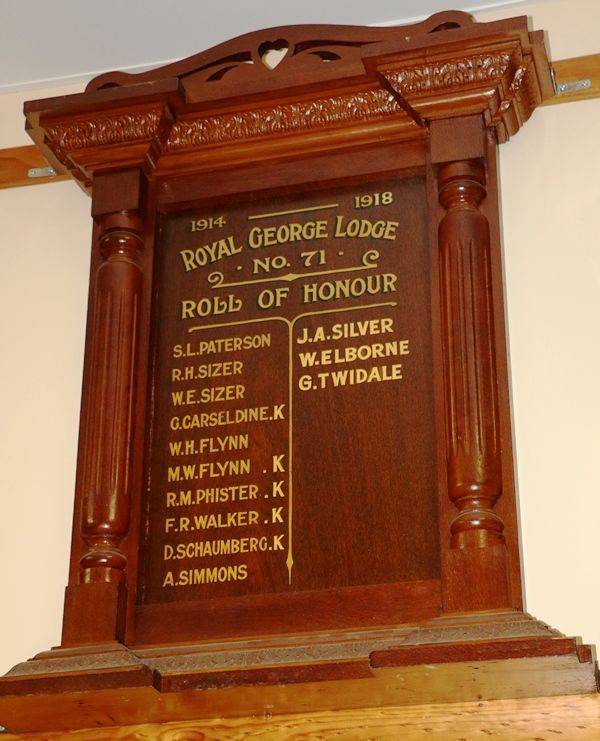 1914 1918
ROYAL GEORGE LODGE
· NO. 71 ·
ROLL OF HONOUR
S.L.PATERSON
R.H.SIZER
W.E.SIZER
G.CARSELDINE.K
W.H.FLYNN
M.W.FLYNN .K
R.M.PHISTER .K
F.R.WALKER .K
D.SCHAUMBERG.K
A.SIMMONS
J.A.SILVER
W.ELBORNE
G.TWIDALE